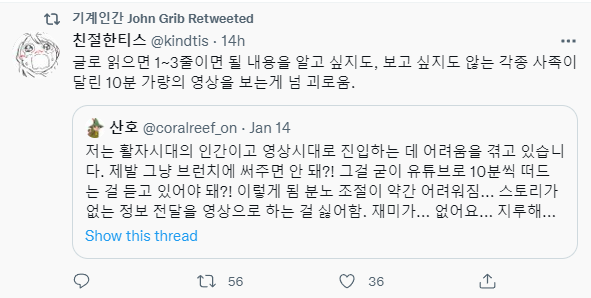 기계인간 John Grib Retweeted
친절한티스 @kindtis · 14h
글로 읽으면 1~3줄이면 될 내용을 알고 싶지도, 보고 싶지도 않는 각종 사족이
달린 10분 가량의 영상을 보는게 넘 괴로움.
산호 @coralreef_on · Jan 14
저는 활자시대의 인간이고 영상시대로 진입하는 데 어려움을 겪고 있습니
다. 제발 그냥 브런치에 써주면 안 돼?! 그걸 굳이 유튜브로 10분씩 떠드
는 걸 듣고 있어야 돼?! 이렇게 됨 분노 조절이 약간 어려워짐... 스토리가
없는 정보 전달을 영상으로 하는 걸 싫어함. 재미가... 없어요... 지루해...
Show this thread
56
36